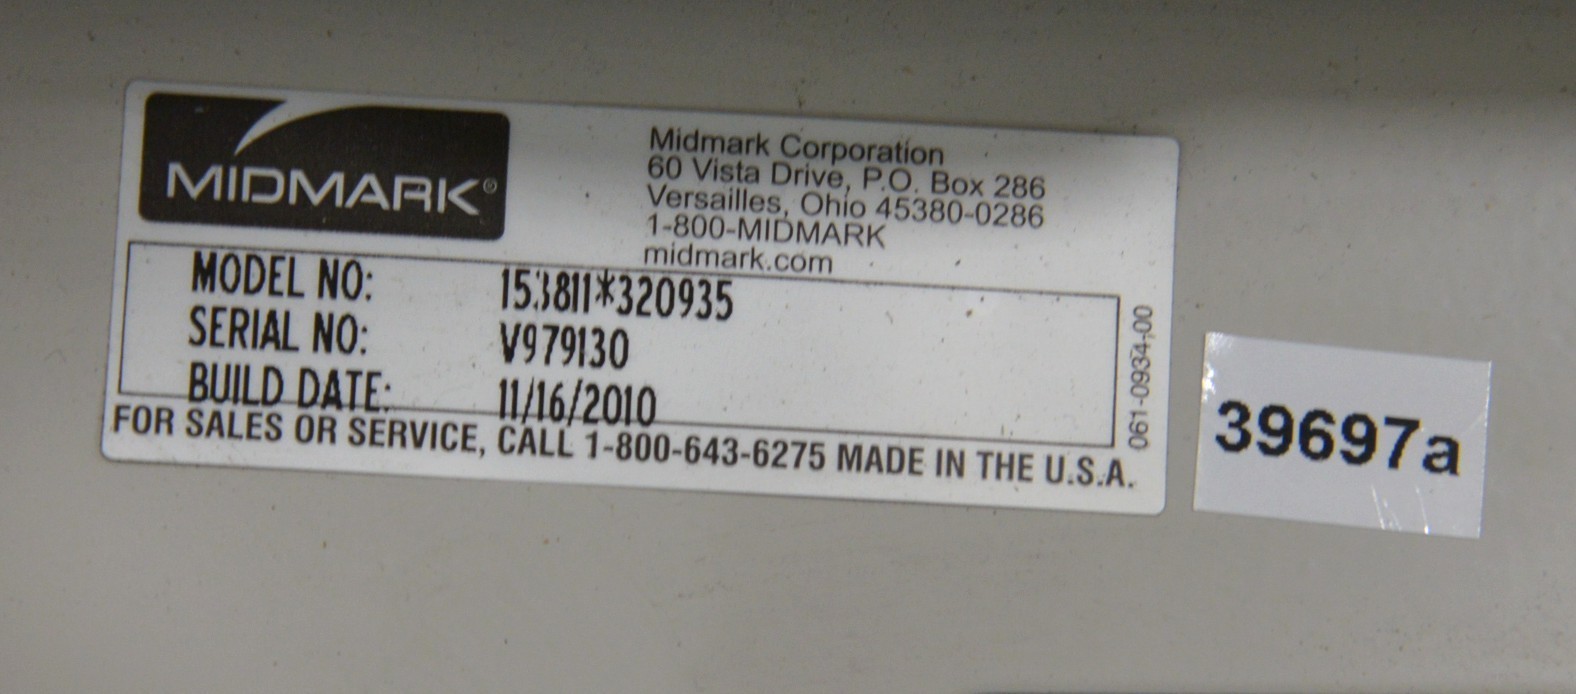 MIDMARK®
Midmark Corporation
60 Vista Drive, P.O. Box 286
Versailles, Ohio 45380-0286
1-800-MIDMARK
midmark.com
MODEL NO: 153811*320935
SERIAL NO: V979130
BUILD DATE: 11/16/2010
FOR SALES OR SERVICE, CALL 1-800-643-6275 MADE IN THE U.S.A.
061-0934-00
39697a